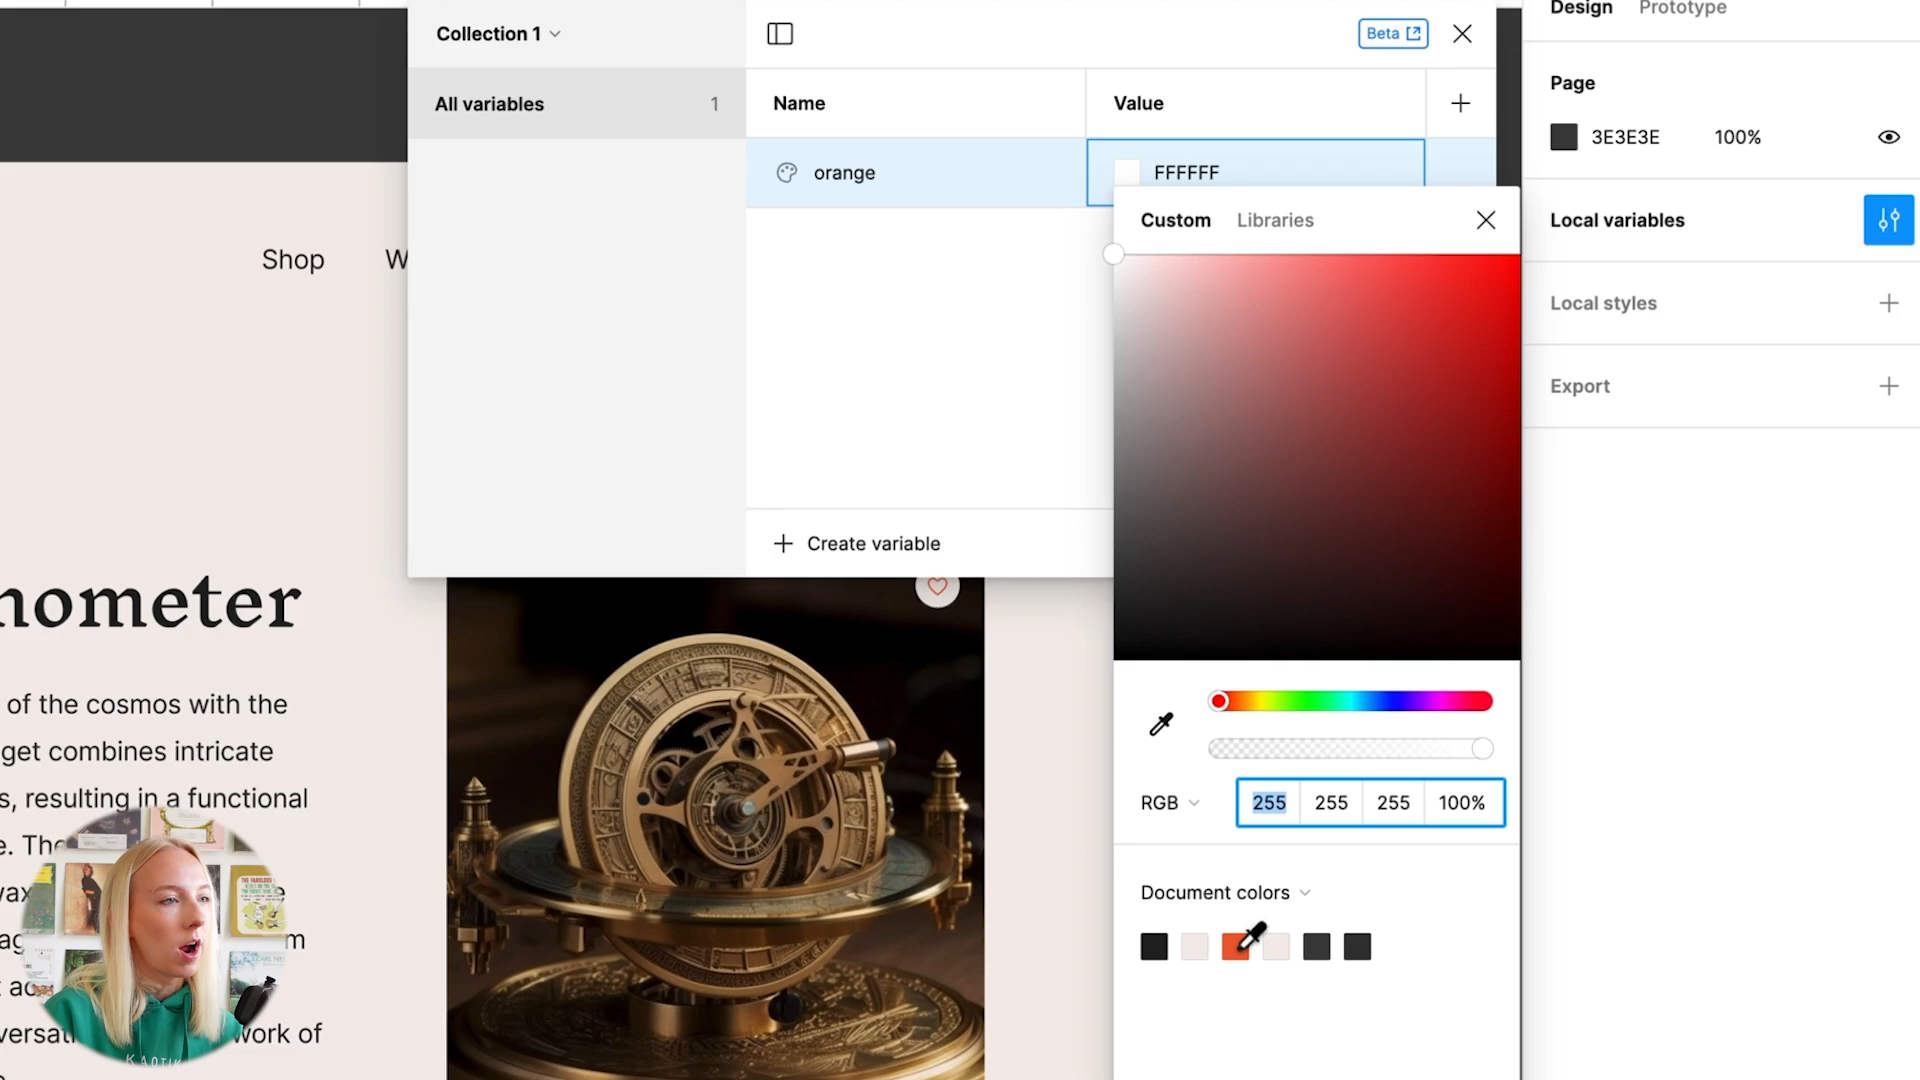 Collection 1
Beta
Design
Prototype
All variables
1
Name
Value
Page
orange
FFFFFF
3E3E3E
100%
Custom
Libraries
Local variables
Shop
W
Local styles
Export
Create variable
nometer
of the cosmos with the
get combines intricate
s, resulting in a functional
RGB
255
255
255
100%
e. The
Document colors
m
versat
work of